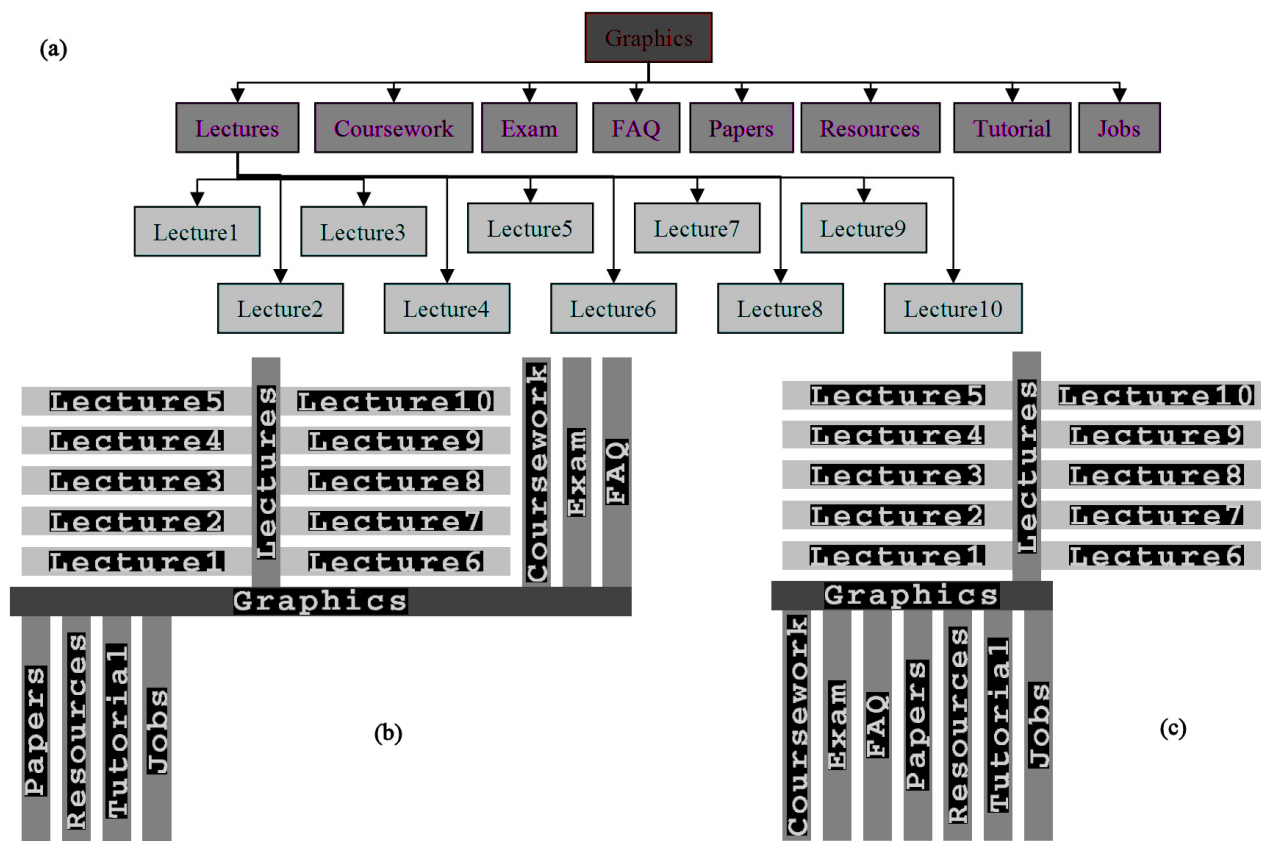 (a)
Graphics
Lectures Coursework Exam FAQ Papers Resources Tutorial Jobs
Lecture1 Lecture3 Lecture5 Lecture7 Lecture9
Lecture2 Lecture4 Lecture6 Lecture8 Lecture10
Lecture5 Lecture10
Lecture4 Lecture9
Lecture3 Lecture8
Lecture2 Lecture7
Lecture1 Lecture6
Lectures
Coursework
Exam
FAQ
Graphics
Papers
Resources
Tutorial
Jobs
(b)
Lecture5 Lecture10
Lecture4 Lecture9
Lecture3 Lecture8
Lecture2 Lecture7
Lecture1 Lecture6
Lectures
Graphics
Coursework
Exam
FAQ
Papers
Resources
Tutorial
Jobs
(c)